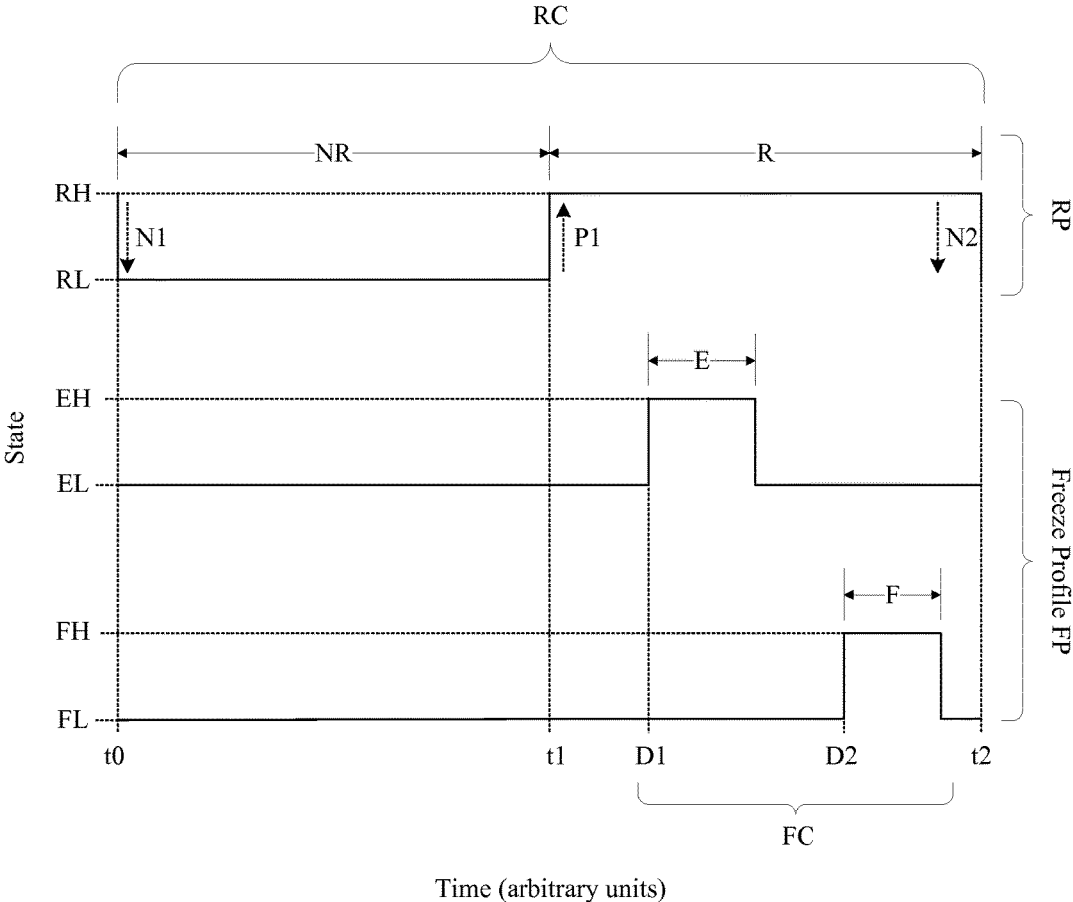 RC
NR
R
RH
N1
P1
N2
RP
RL
E
EH
State
EL
Freeze Profile FP
F
FH
FL
t0
t1
D1
D2
t2
FC
Time (arbitrary units)